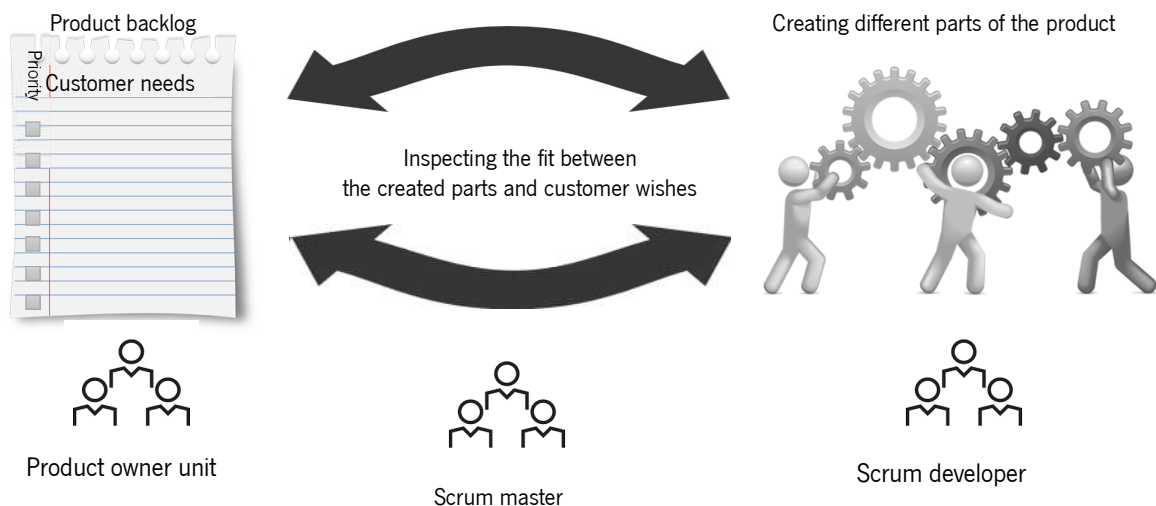 Product backlog
Priority
Customer needs
Creating different parts of the product
Inspecting the fit between
the created parts and customer wishes
Product owner unit
Scrum master
Scrum developer